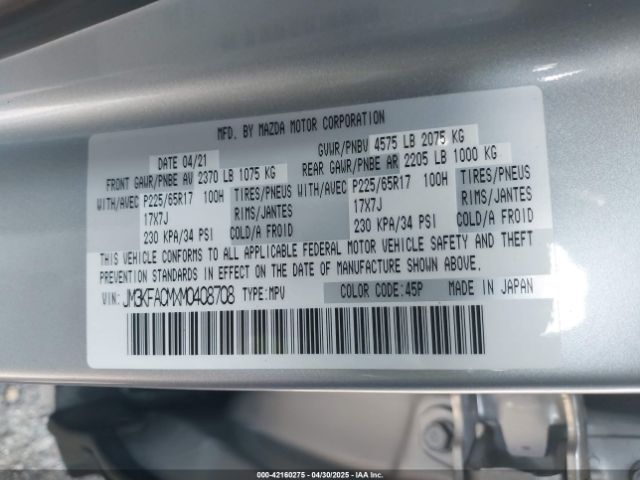 MFD. BY MAZDA MOTOR CORPORATION
DATE 04/21 GVWR/PNBV 4575 LB 2075 KG
FRONT GAWR/PNBE AV 2370 LB 1075 KG REAR GAWR/PNBE AR 2205 LB 1000 KG
WITH/AVEC P225/65R17 100H TIRES/PNEUS WITH/AVEC P225/65R17 100H TIRES/PNEUS
17X7J RIMS/JANTES 17X7J RIMS/JANTES
230 KPA/34 PSI COLD/A FROID 230 KPA/34 PSI COLD/A FROID
THIS VEHICLE CONFORMS TO ALL APPLICABLE FEDERAL MOTOR VEHICLE SAFETY AND THEFT
PREVENTION STANDARDS IN EFFECT ON THE DATE OF MANUFACTURE SHOWN ABOVE.
VIN: JM3KFACMXM0408708 TYPE:MPV COLOR CODE:45P MADE IN JAPAN
000-42160275 - 04/30/2025 - IAA Inc.